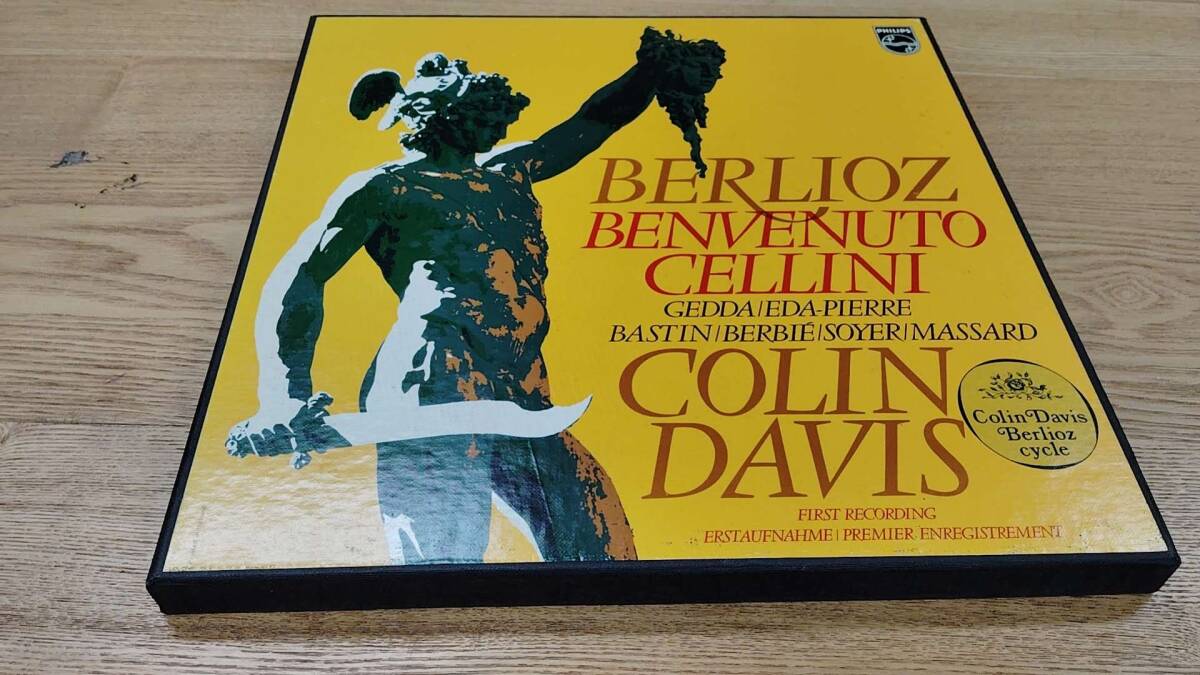 PHILIPS
BERLIOZ
BENVENUTO
CELLINI
GEDDA/EDA-PIERRE
BASTIN/BERBIÉ/SOYER/MASSARD
COLIN
DAVIS
Colin Davis
Berlioz
cycle
FIRST RECORDING
ERSTAUFNAHME | PREMIER ENREGISTREMENT